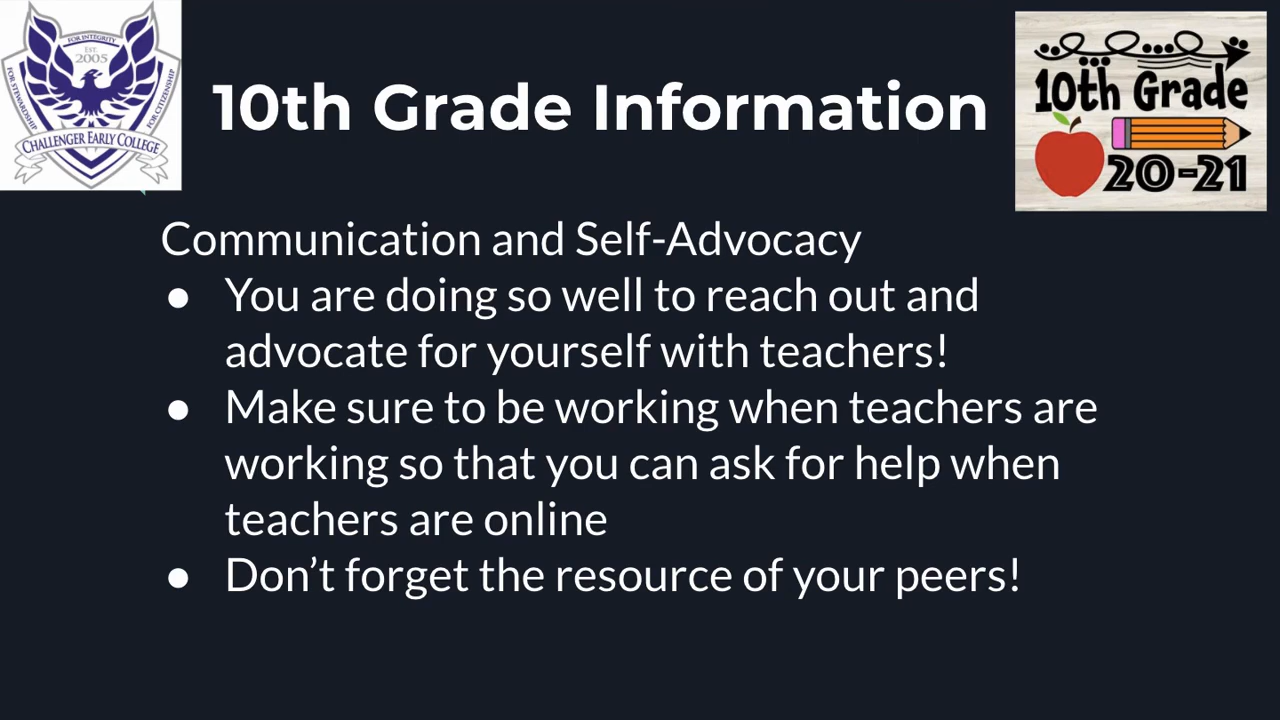 FOR INTEGRITY
Est.
2005
FOR STEWARDSHIP
FOR CITIZENSHIP
CHALLENGER EARLY COLLEGE
10th Grade Information
10th Grade
20-21
Communication and Self-Advocacy
● You are doing so well to reach out and
advocate for yourself with teachers!
● Make sure to be working when teachers are
working so that you can ask for help when
teachers are online
● Don’t forget the resource of your peers!